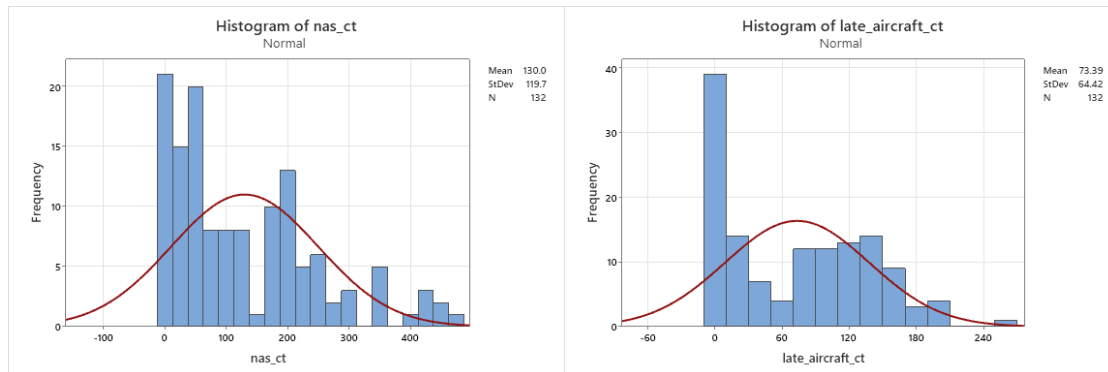 Histogram of nas_ct
Normal
Mean 130.0
StDev 119.7
N 132
20
15
10
5
0
Frequency
-100 0 100 200 300 400
nas_ct
Histogram of late_aircraft_ct
Normal
Mean 73.39
StDev 64.42
N 132
40
30
20
10
0
Frequency
-60 0 60 120 180 240
late_aircraft_ct